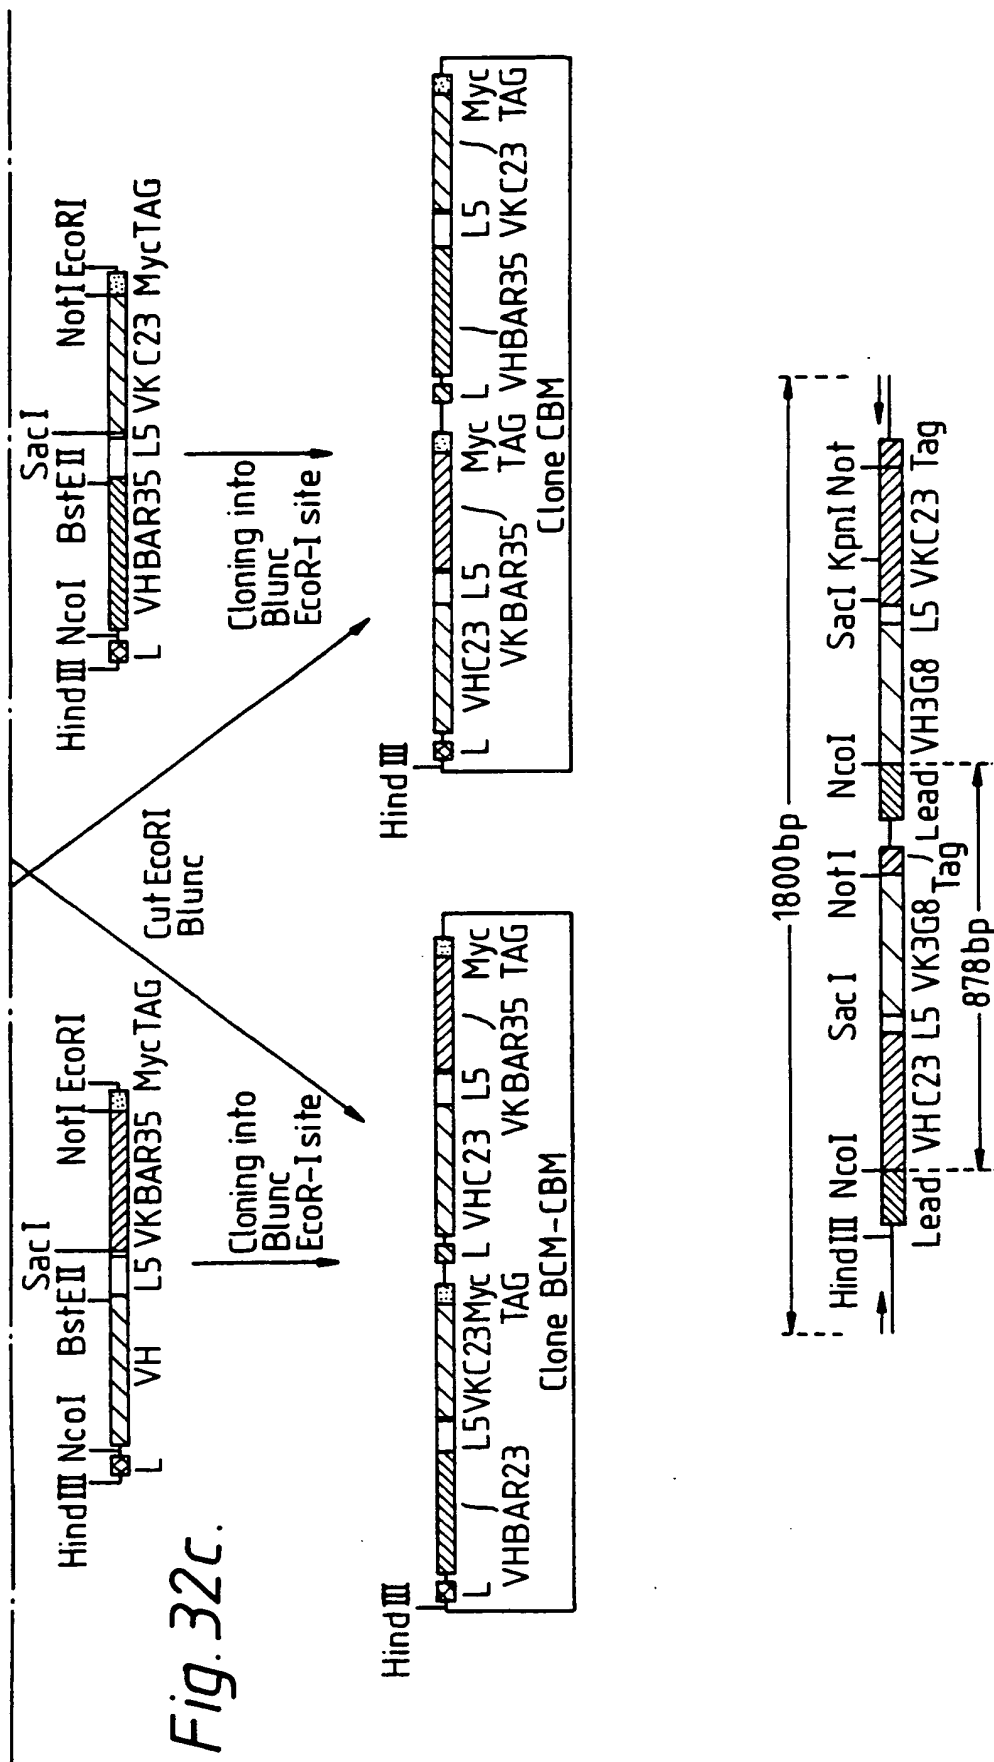 Fig. 32c.
HindIII NcoI BstEII SacI NotI EcoRI
L VH L5 VKBAR35 MycTAG
Cloning into
Blunc
EcoR-I site
Cut EcoRI
Blunc
HindIII NcoI BstEII SacI NotI EcoRI
L VHBAR35 L5 VKC23 MycTAG
Cloning into
Blunc
EcoR-I site
HindIII
L L5VKC23Myc L VHC23 L5 Myc
VHBAR23 TAG VKBAR35 TAG
Clone BCM-CBM
HindIII
L VHC23 L5 Myc L L5 Myc
VKBAR35 TAG VHBAR35 VKC23 TAG
Clone CBM
1800bp
HindIII NcoI SacI NotI NcoI SacI KpnI Not
Lead VHC23 L5 VK3G8 Lead VH3G8 L5 VKC23 Tag
Tag
878bp